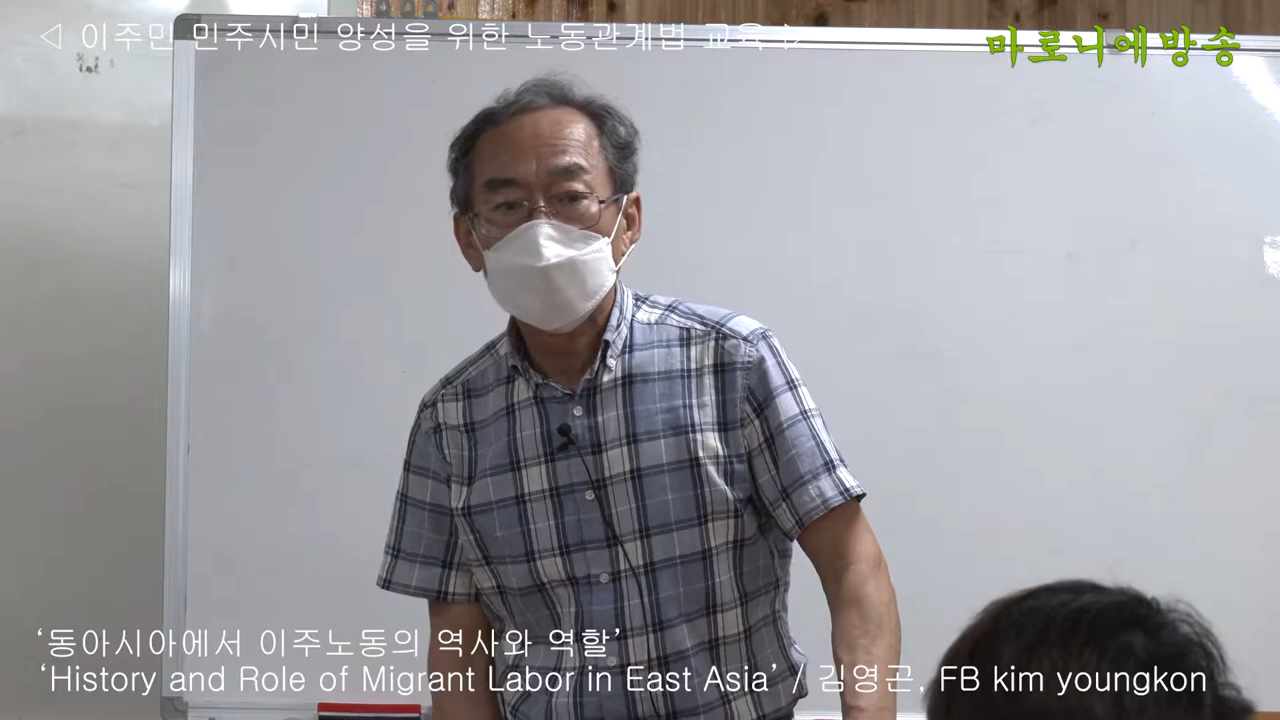 ◁ 이주민 민주시민 양성을 위한 노동관계법 교육 ▷
마로니에방송
‘동아시아에서 이주노동의 역사와 역할’
‘History and Role of Migrant Labor in East Asia’ / 김영곤, FB kim youngkon